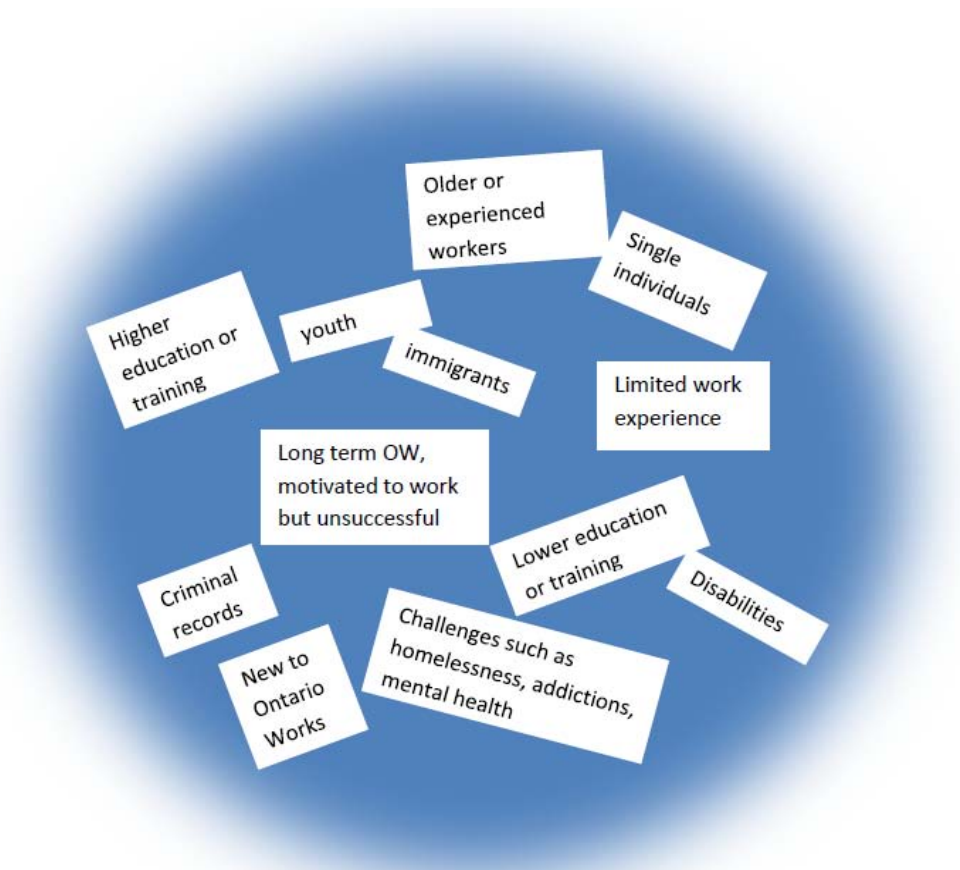 Older or
experienced
workers
Single
individuals
Higher
education or
training
youth
immigrants
Limited work
experience
Long term OW,
motivated to work
but unsuccessful
Lower education
or training
Disabilities
Criminal
records
Challenges such as
homelessness, addictions,
mental health
New to
Ontario
Works